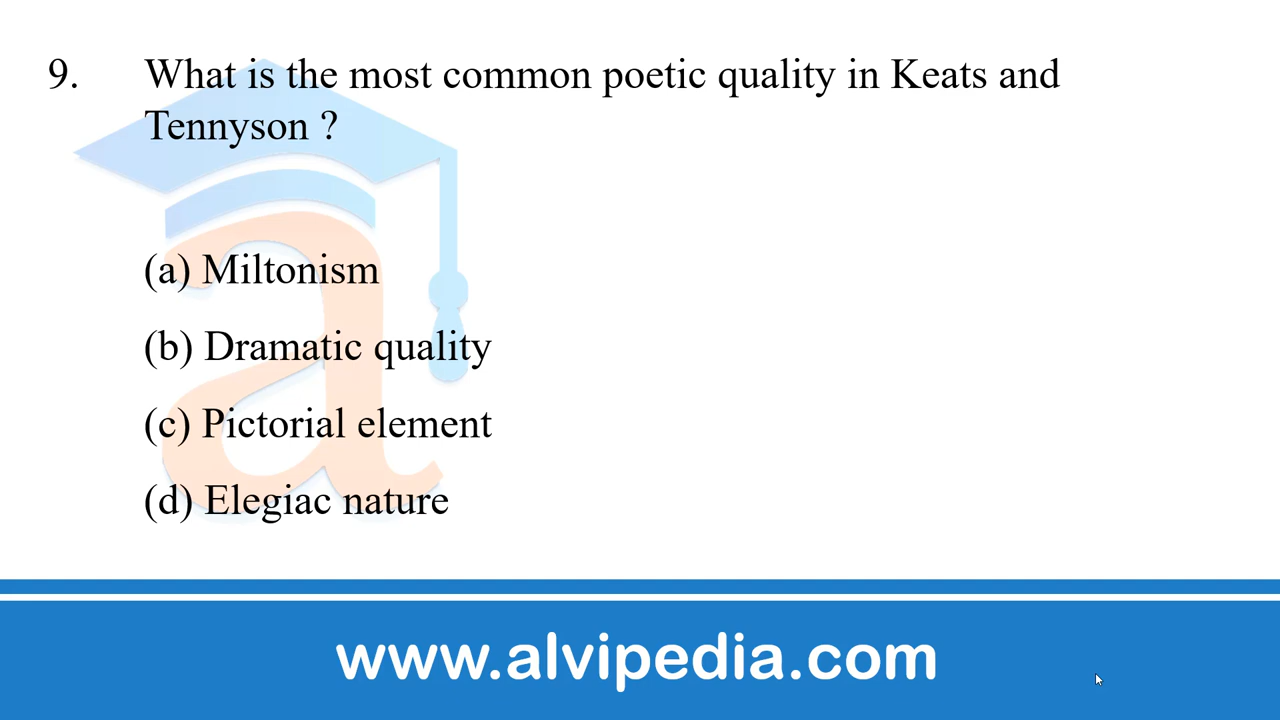 9. What is the most common poetic quality in Keats and
Tennyson ?
(a) Miltonism
(b) Dramatic quality
(c) Pictorial element
(d) Elegiac nature
www.alvipedia.com